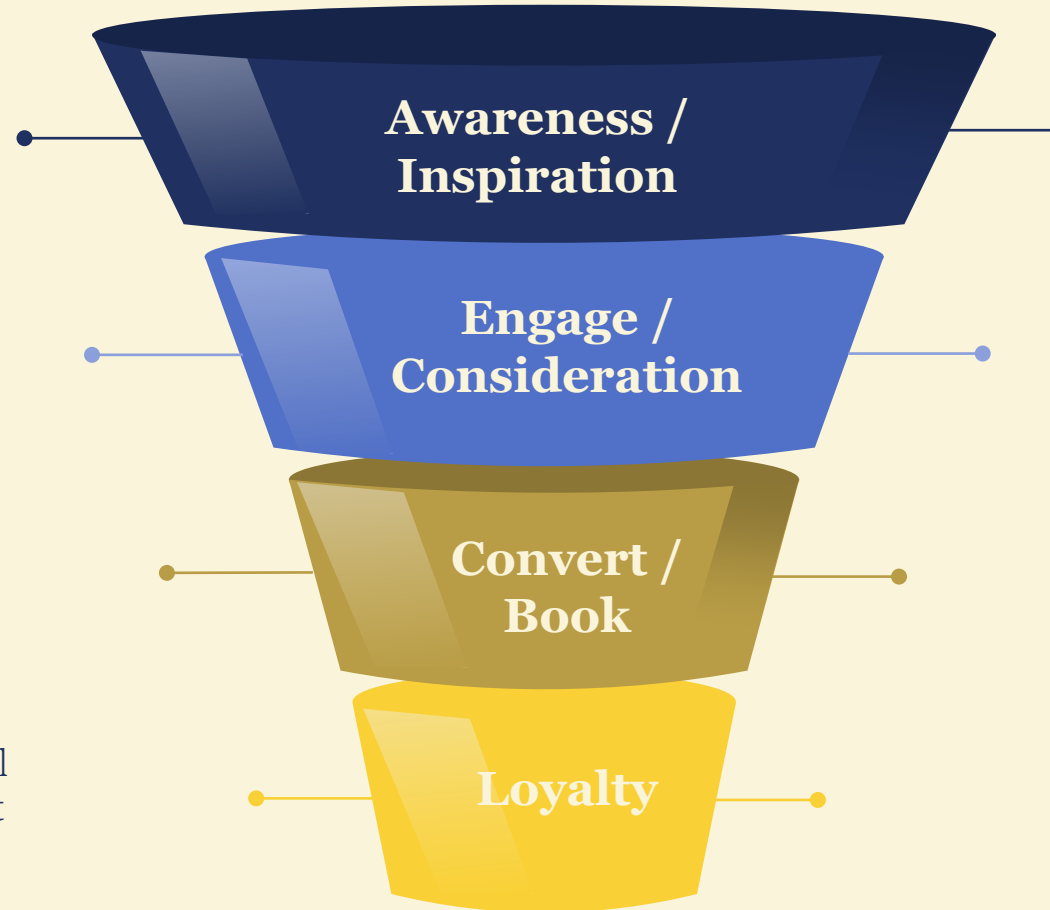 Awareness /
Inspiration
Engage /
Consideration
Convert /
Book
Loyalty